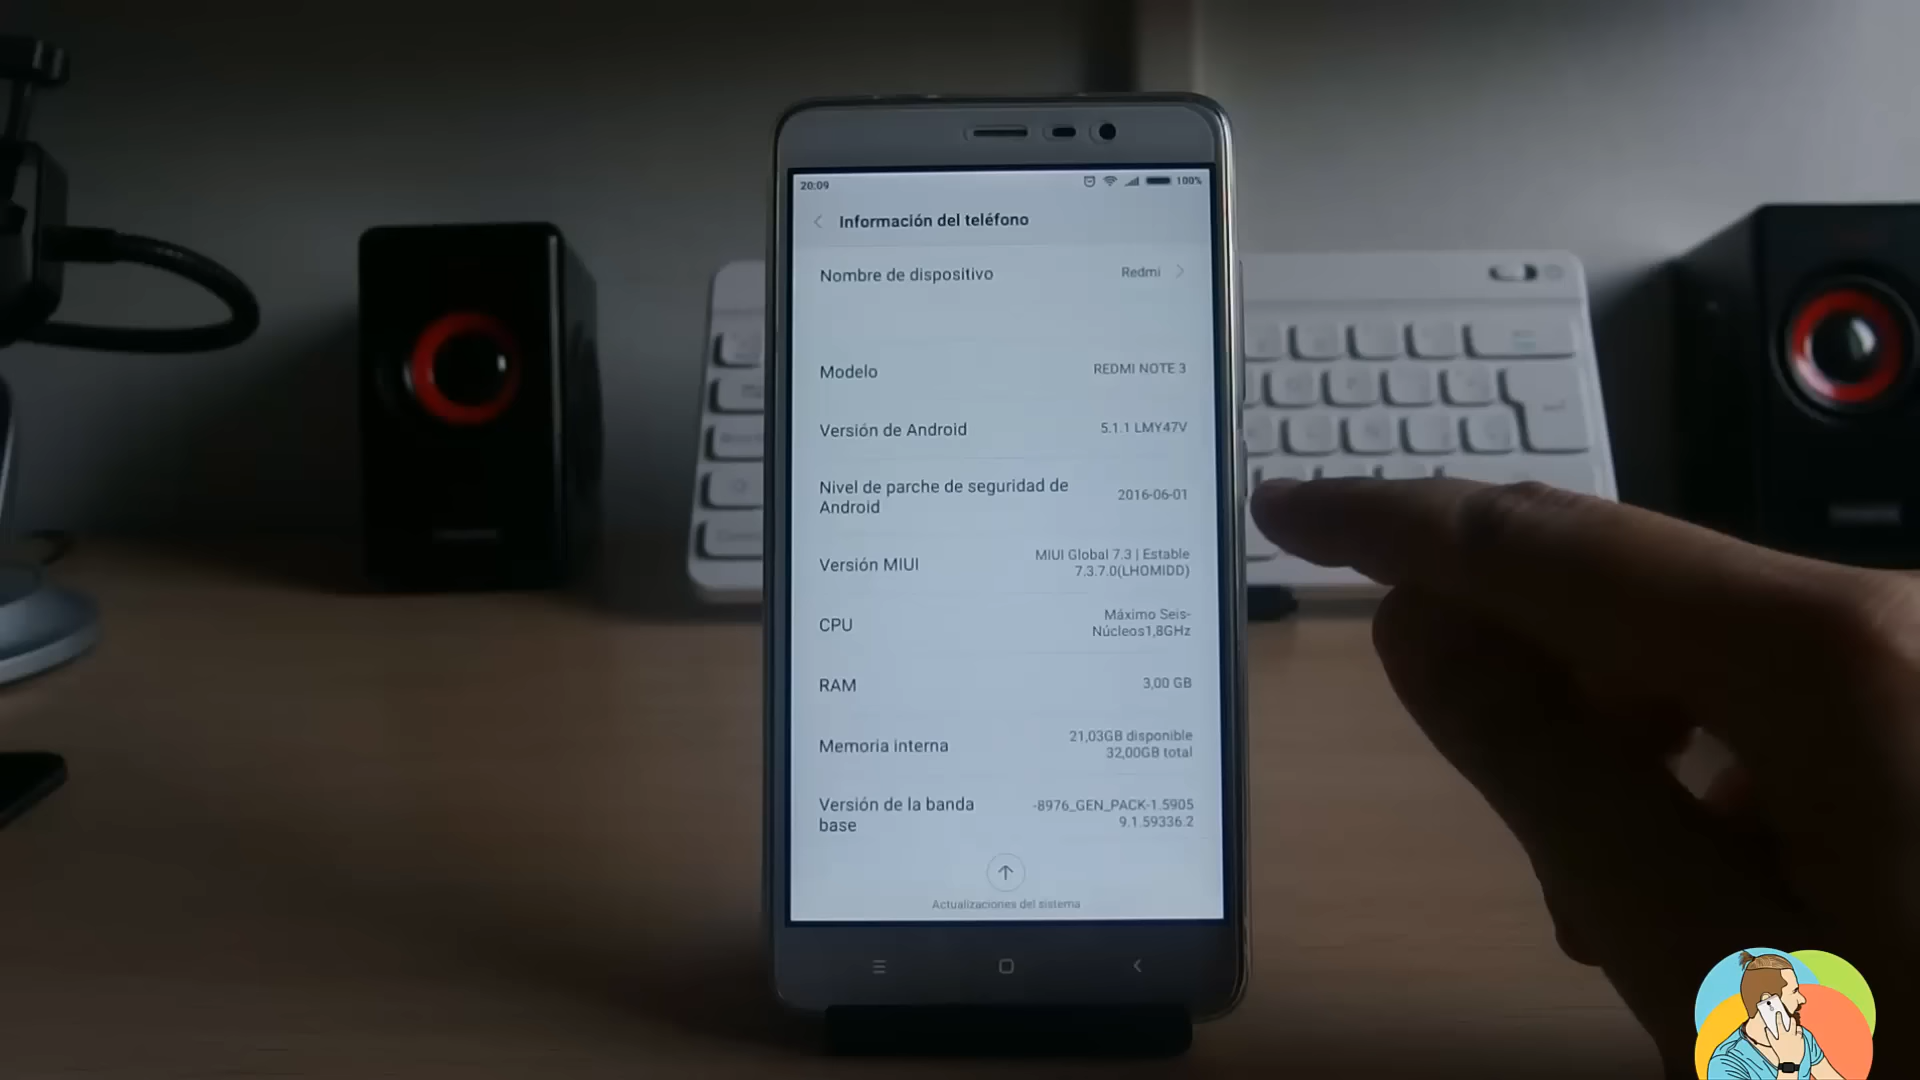 20:09
100%
Información del teléfono
Nombre de dispositivo
Redmi
Modelo
REDMI NOTE 3
Versión de Android
5.1.1 LMY47V
Nivel de parche de seguridad de
Android
2016-06-01
Versión MIUI
MIUI Global 7.3 | Estable
7.3.7.0(LHOMIDD)
CPU
Máximo Seis-
Núcleos1,8GHz
RAM
3,00 GB
Memoria interna
21,03GB disponible
32,00GB total
Versión de la banda
base
-8976_GEN_PACK-1.5905
9.1.59336.2
Actualizaciones del sistema